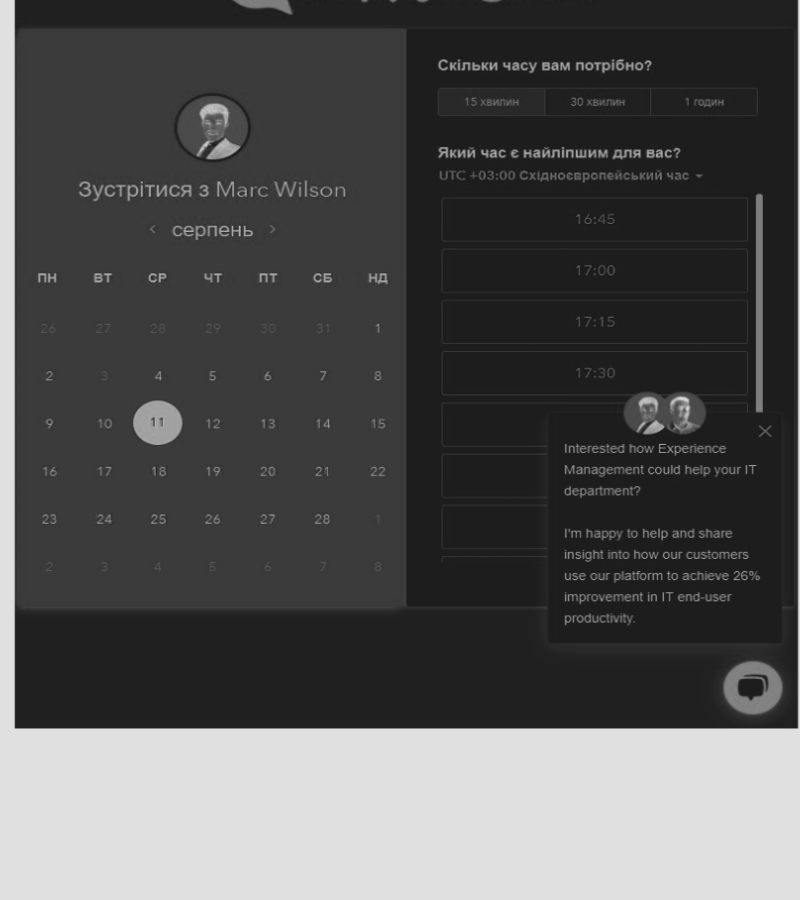 Скільки часу вам потрібно?
15 хвилин 30 хвилин 1 годин
Який час є найліпшим для вас?
UTC +03:00 Східноєвропейський час
Зустрітися з Marc Wilson
серпень
ПН ВТ СР ЧТ ПТ СБ НД
26 27 28 29 30 31 1
2 3 4 5 6 7 8
9 10 11 12 13 14 15
16 17 18 19 20 21 22
23 24 25 26 27 28 1
2 3 4 5 6 7 8
16:45
17:00
17:15
17:30
Interested how Experience
Management could help your IT
department?
I'm happy to help and share
insight into how our customers
use our platform to achieve 26%
improvement in IT end-user
productivity.